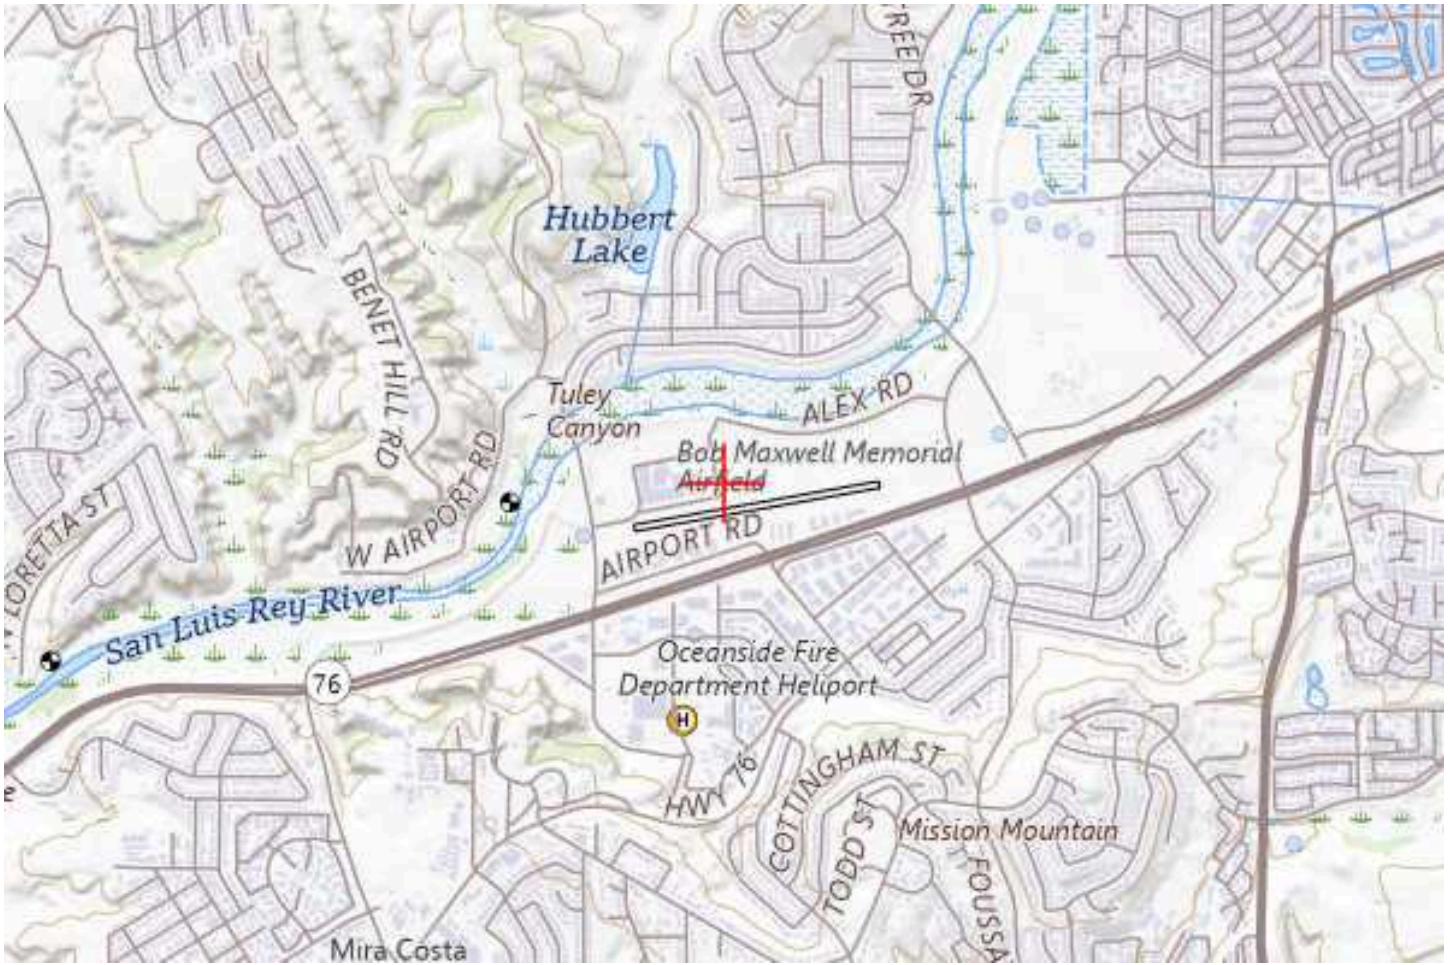 TREE DR
Hubbert
Lake
BENET HILL RD
Tuley
Canyon
ALEX RD
Bob Maxwell Memorial
Airfield
LORETTA ST
W AIRPORT RD
AIRPORT RD
San Luis Rey River
76
Oceanside Fire
Department Heliport
H
HWY 76
COTTINGHAM ST
TODD ST
Mission Mountain
FOUSSA
Mira Costa